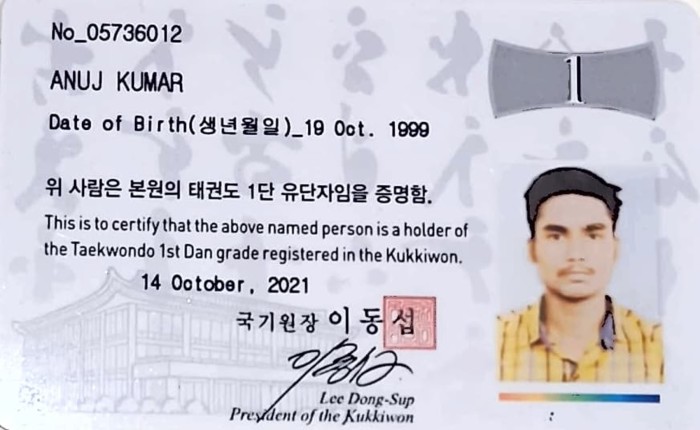 No_05736012
1
ANUJ KUMAR
Date of Birth(생년월일)_19 Oct. 1999
위 사람은 본원의 태권도 1단 유단자임을 증명함.
This is to certify that the above named person is a holder of
the Taekwondo 1st Dan grade registered in the Kukkiwon.
14 October, 2021
국기원장 이동섭
Lee Dong-Sup
President of the Kukkiwon